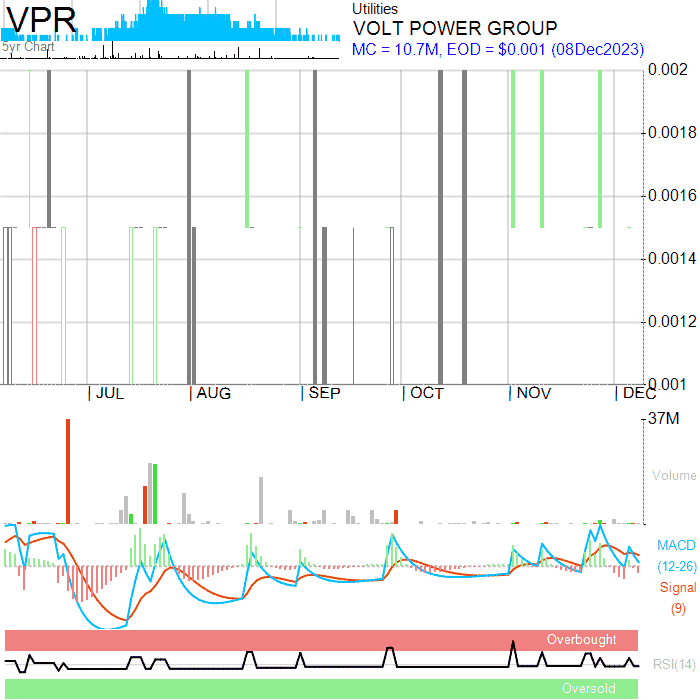 VPR
5yr Chart
Utilities
VOLT POWER GROUP
MC = 10.7M, EOD = $0.001 (08Dec2023)
0.002
0.0018
0.0016
0.0014
0.0012
0.001
JUL
AUG
SEP
OCT
NOV
DEC
37M
Volume
MACD
(12-26)
Signal
(9)
Overbought
RSI(14)
Oversold